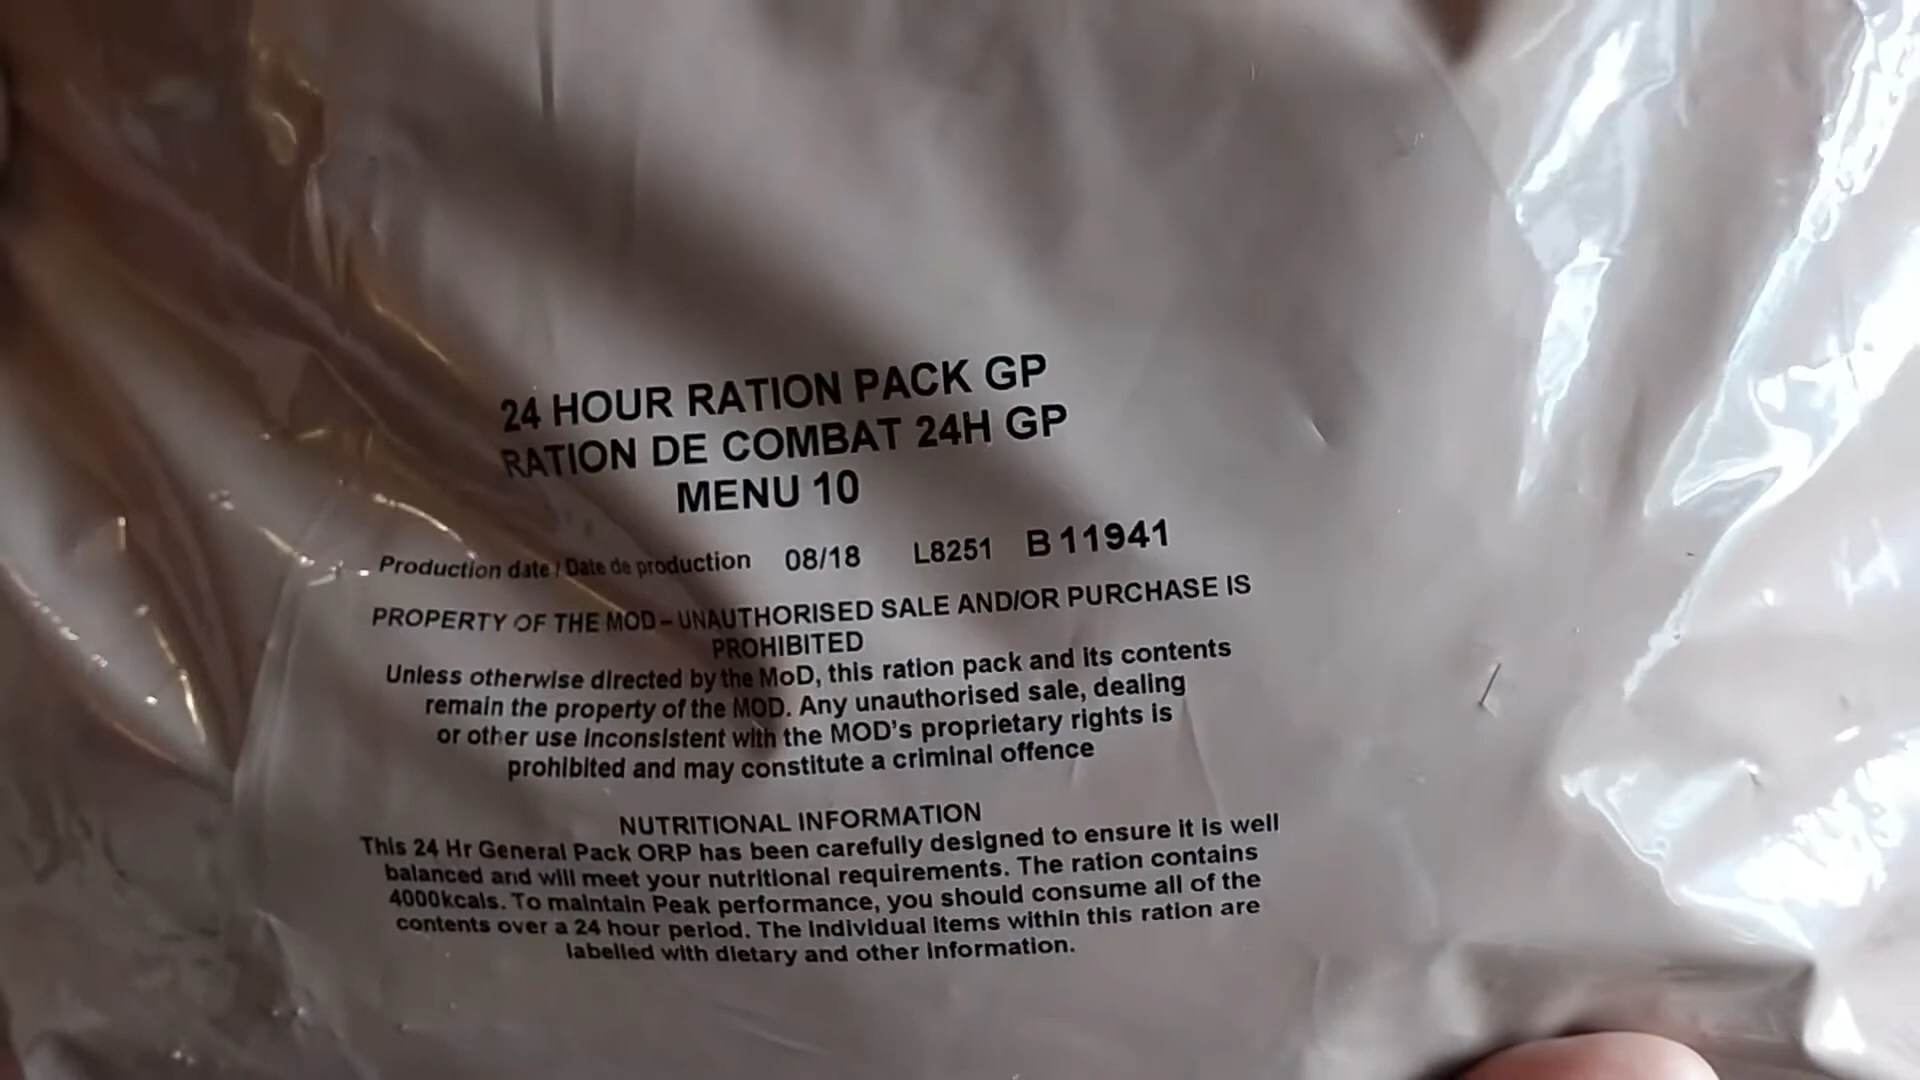 24 HOUR RATION PACK GP
RATION DE COMBAT 24H GP
MENU 10
Production date / Date de production 08/18 L8251 B 11941
PROPERTY OF THE MOD – UNAUTHORISED SALE AND/OR PURCHASE IS
PROHIBITED
Unless otherwise directed by the MoD, this ration pack and its contents
remain the property of the MOD. Any unauthorised sale, dealing
or other use inconsistent with the MOD's proprietary rights is
prohibited and may constitute a criminal offence
NUTRITIONAL INFORMATION
This 24 Hr General Pack ORP has been carefully designed to ensure it is well
balanced and will meet your nutritional requirements. The ration contains
4000kcals. To maintain Peak performance, you should consume all of the
contents over a 24 hour period. The individual items within this ration are
labelled with dietary and other information.